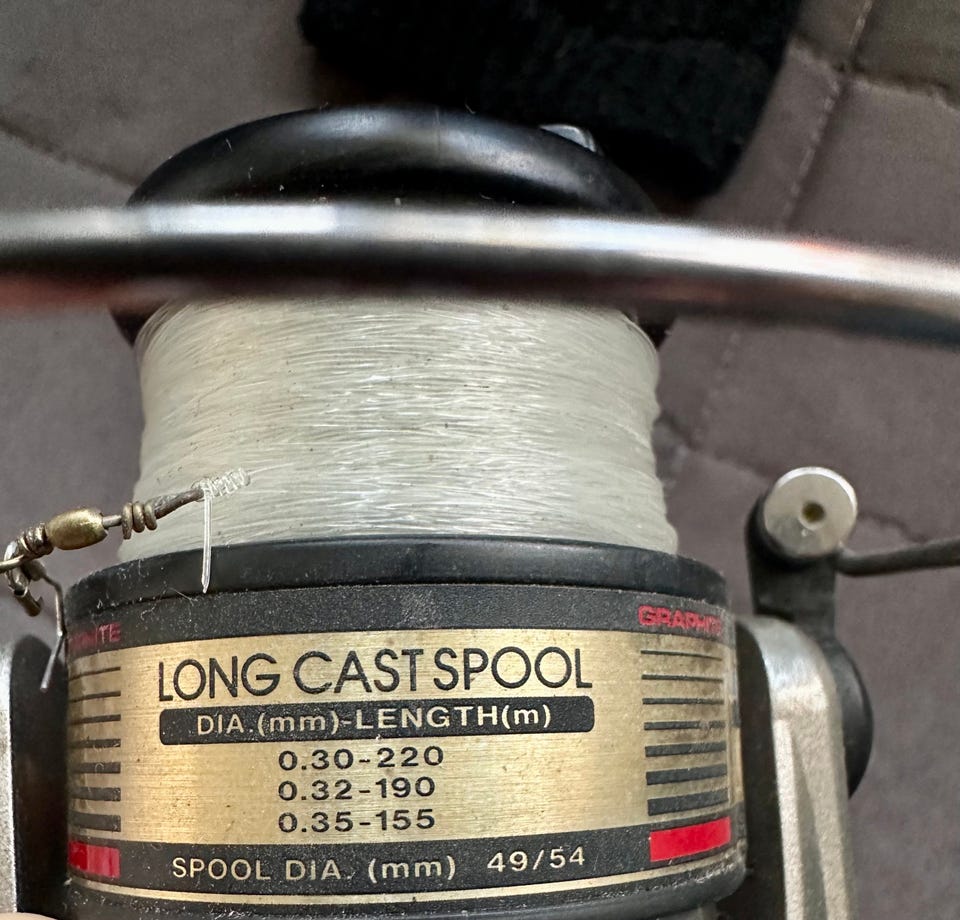 GRAPHITE
LONG CAST SPOOL
DIA.(mm)-LENGTH(m)
0.30-220
0.32-190
0.35-155
SPOOL DIA. (mm) 49/54